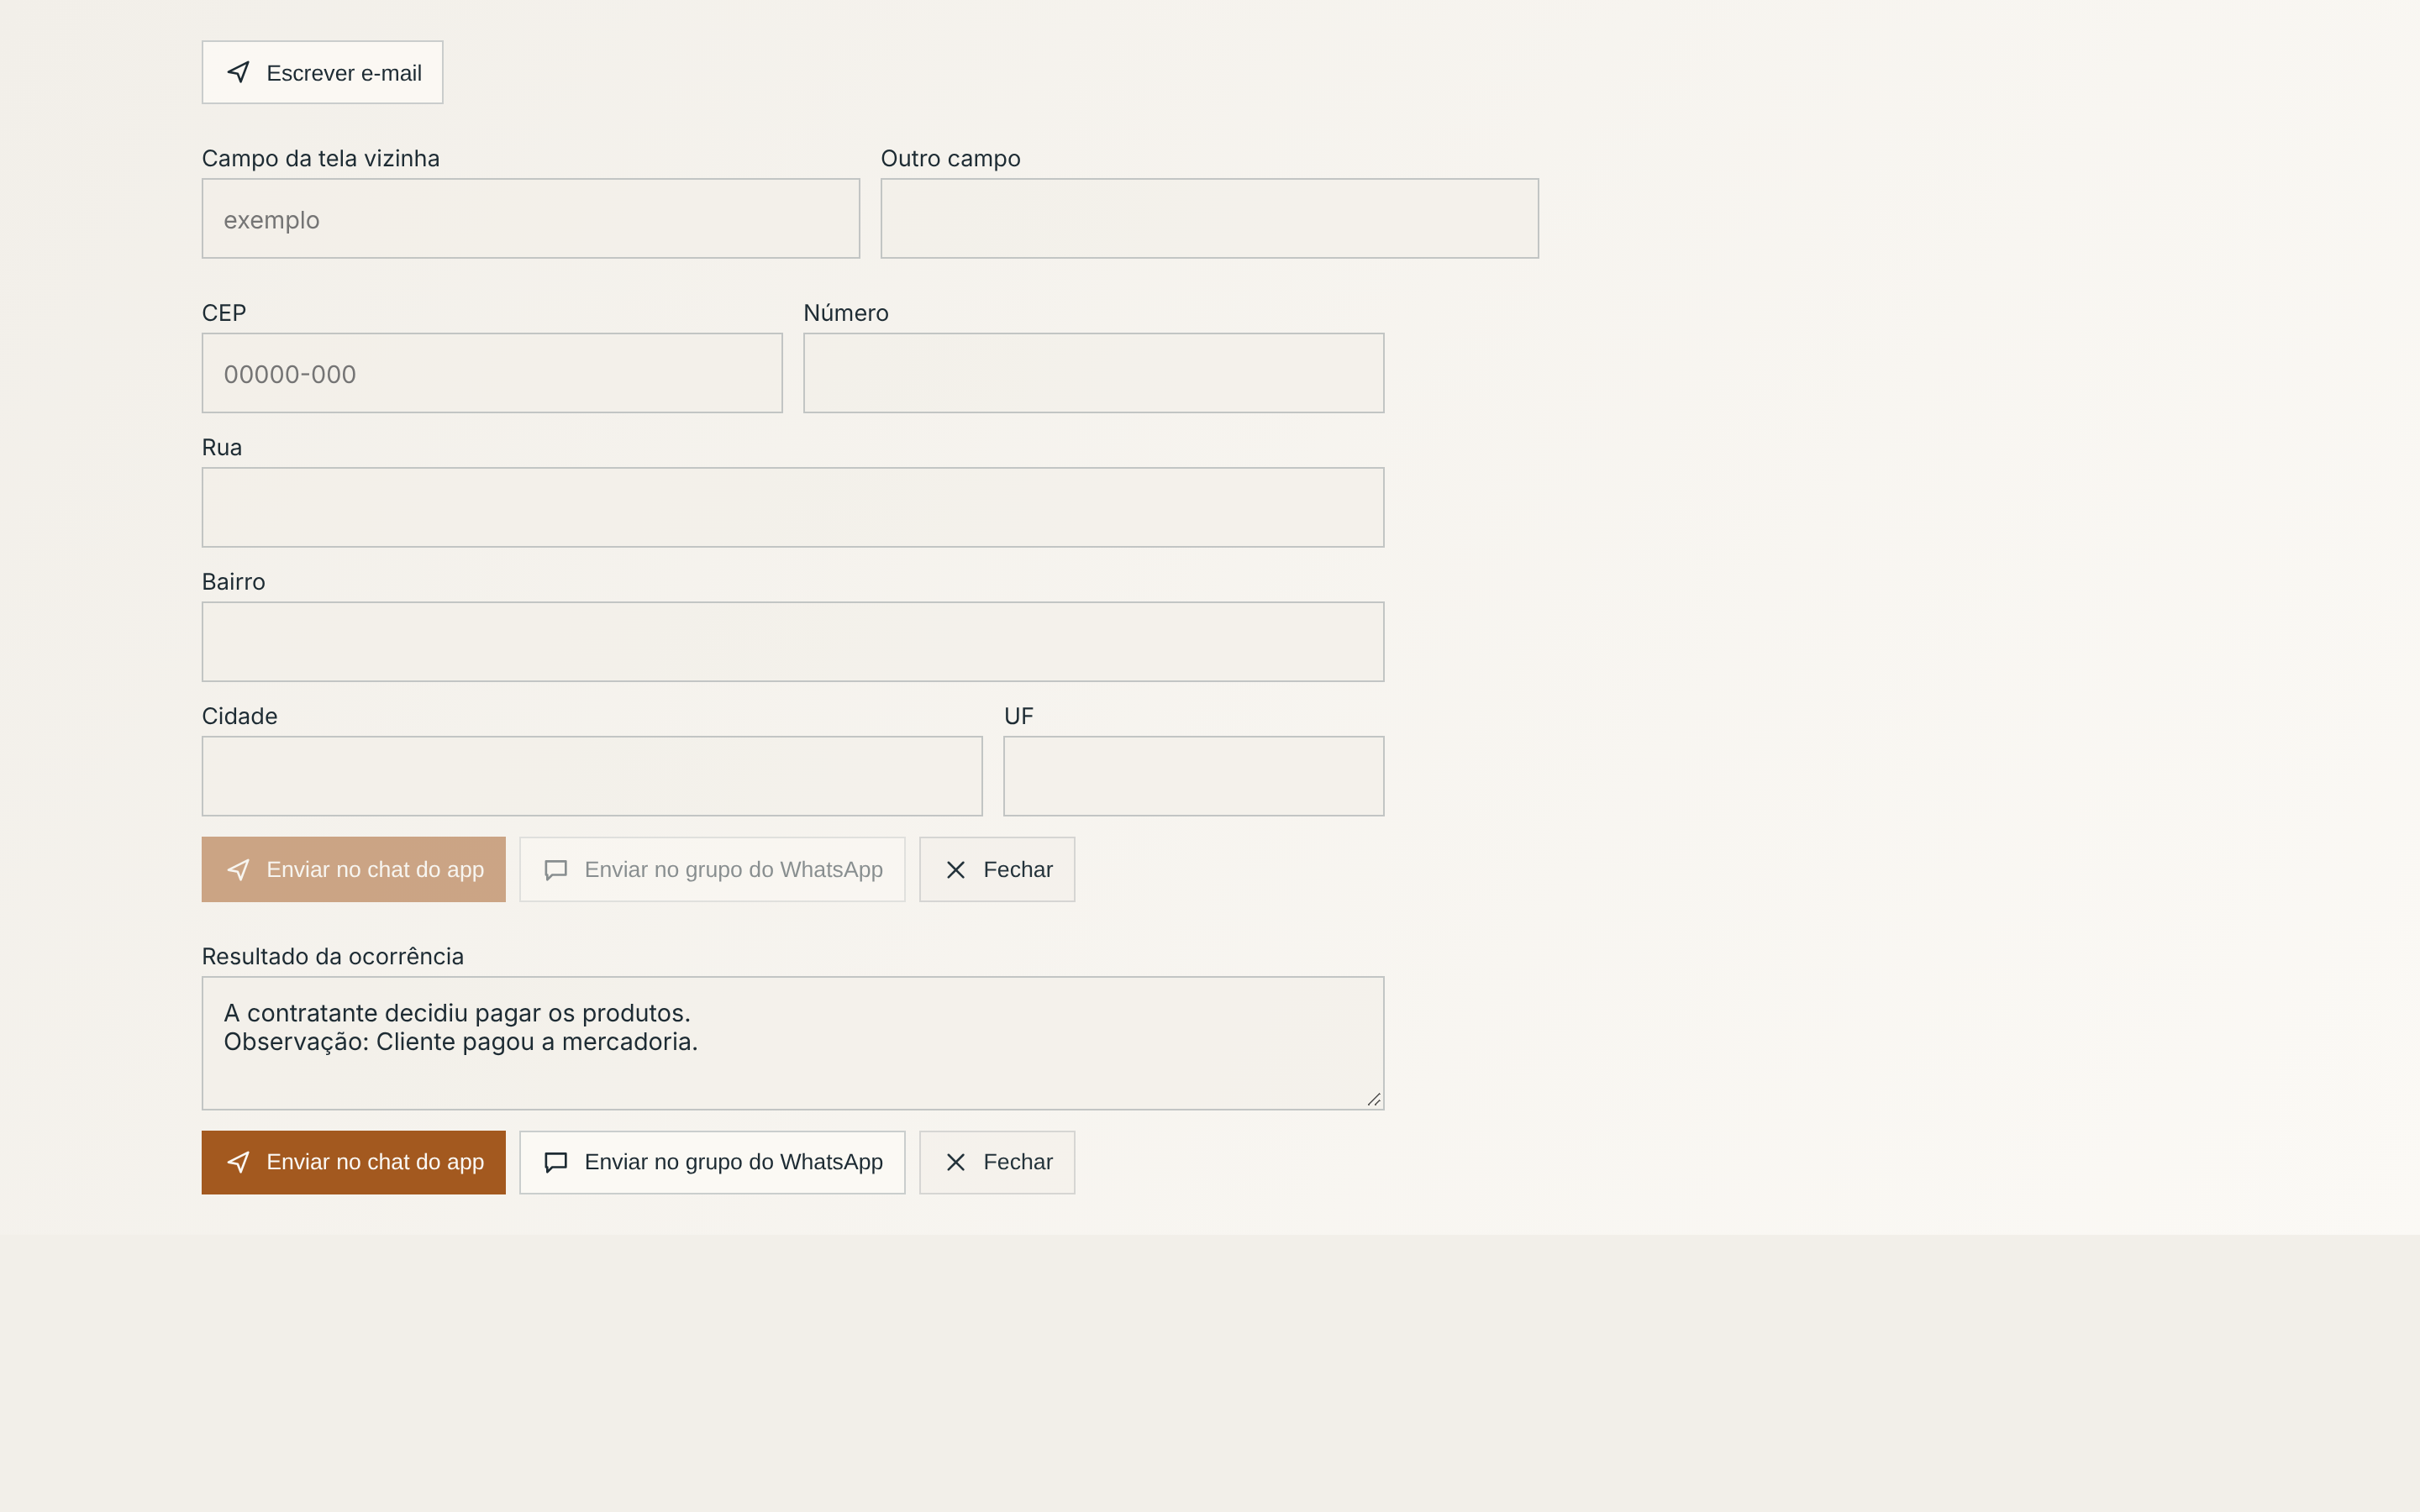 Escrever e-mail
Campo da tela vizinha
Outro campo
exemplo
CEP
Número
00000-000
Rua
Bairro
Cidade
UF
Enviar no chat do app
Enviar no grupo do WhatsApp
Fechar
Resultado da ocorrência
A contratante decidiu pagar os produtos.
Observação: Cliente pagou a mercadoria.
Enviar no chat do app
Enviar no grupo do WhatsApp
Fechar